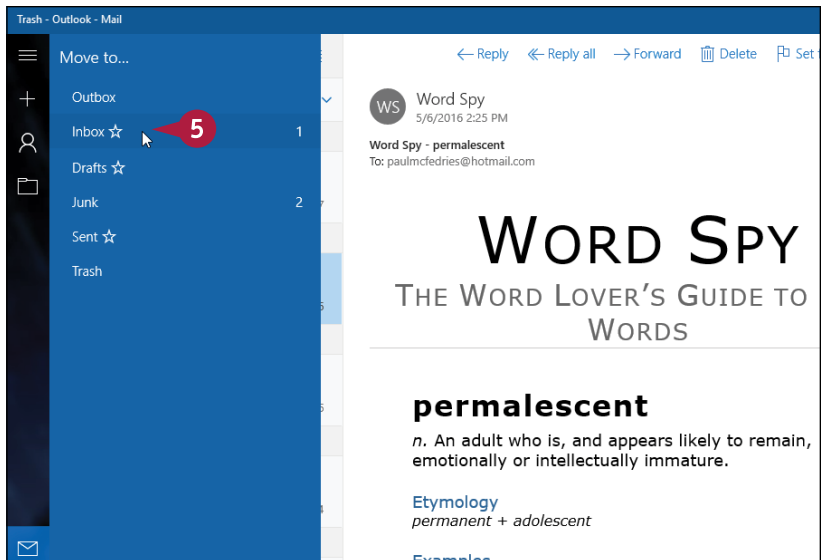 Trash - Outlook - Mail
Move to...
Outbox
Inbox 1
Drafts
Junk 2
Sent
Trash
5
Reply Reply all Forward Delete Set
WS
Word Spy
5/6/2016 2:25 PM
Word Spy - permalescent
To: paulmcfedries@hotmail.com
WORD SPY
THE WORD LOVER'S GUIDE TO
WORDS
permalescent
n. An adult who is, and appears likely to remain,
emotionally or intellectually immature.
Etymology
permanent + adolescent
Examples